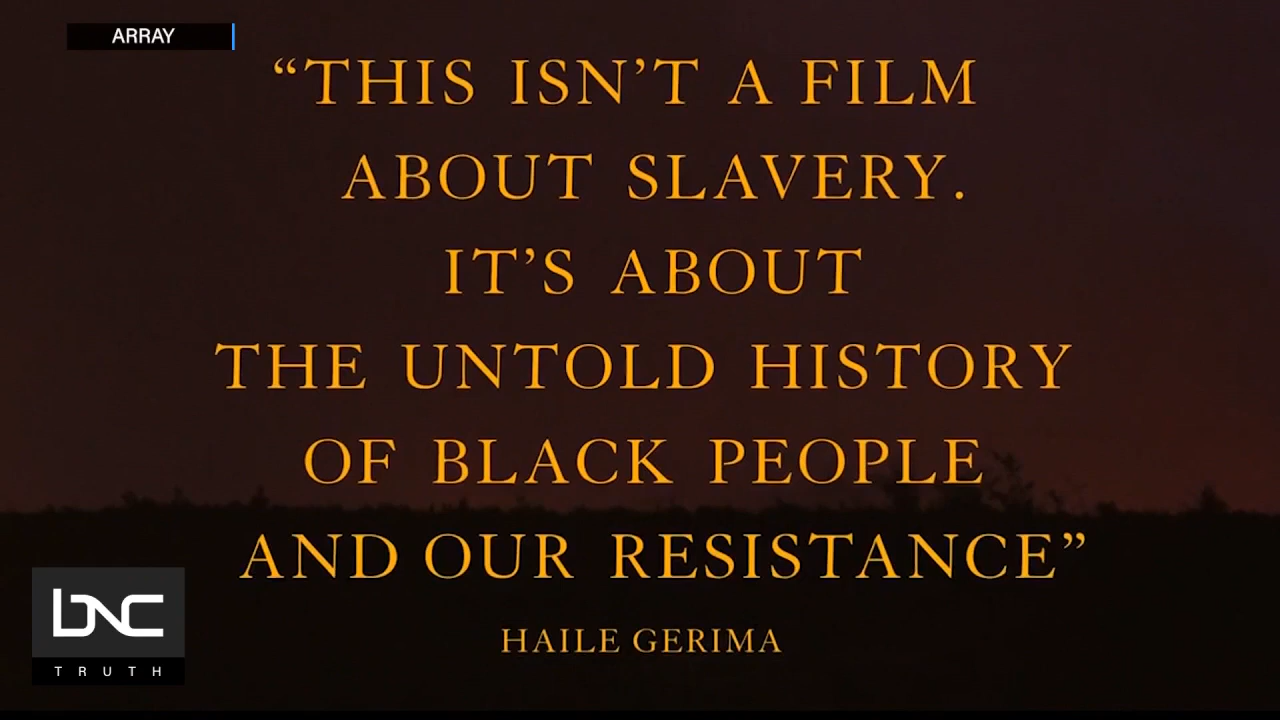 ARRAY
“THIS ISN’T A FILM
ABOUT SLAVERY.
IT’S ABOUT
THE UNTOLD HISTORY
OF BLACK PEOPLE
AND OUR RESISTANCE”
HAILE GERIMA
bNC
TRUTH